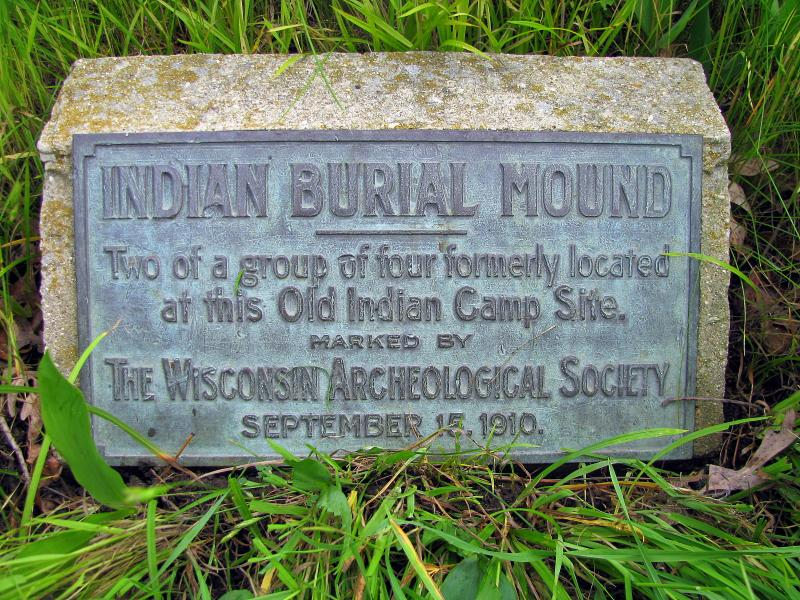 INDIAN BURIAL MOUND
Two of a group of four formerly located
at this Old Indian Camp Site.
MARKED BY
THE WISCONSIN ARCHEOLOGICAL SOCIETY
SEPTEMBER 15, 1910.